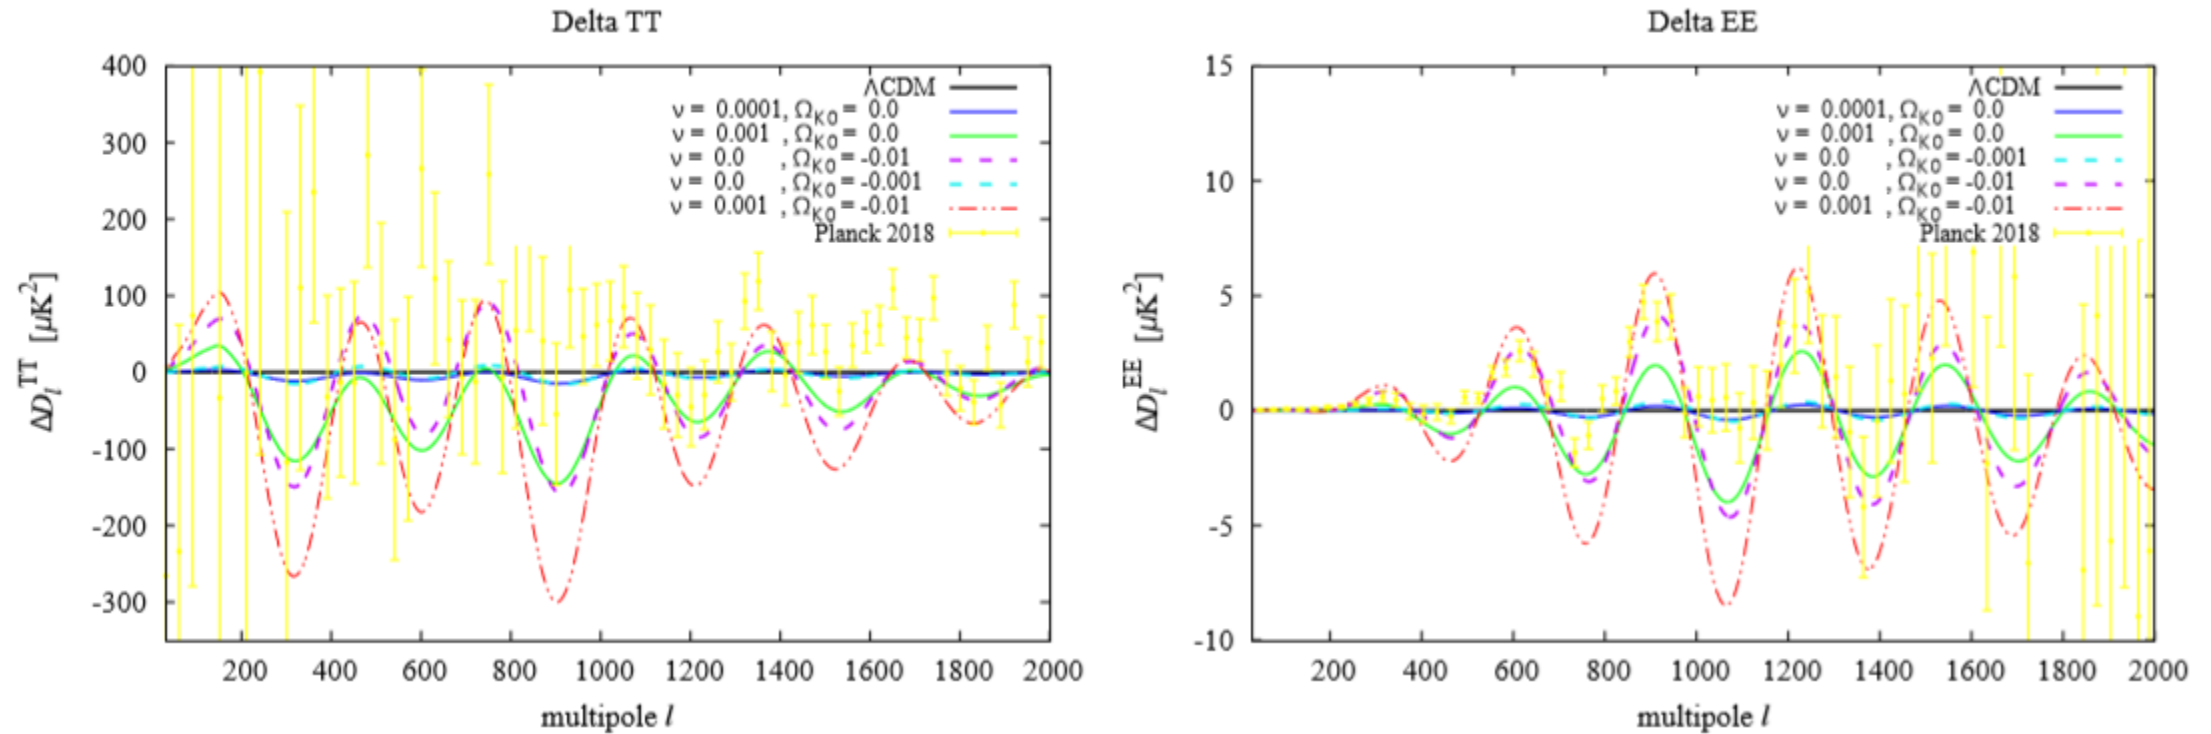 Delta TT
400
300
200
100
0
-100
-200
-300
ΔD_l^TT [μK²]
ΛCDM
ν = 0.0001, Ω_K0 = 0.0
ν = 0.001 , Ω_K0 = 0.0
ν = 0.0 , Ω_K0 = -0.01
ν = 0.0 , Ω_K0 = -0.001
ν = 0.001 , Ω_K0 = -0.01
Planck 2018
200 400 600 800 1000 1200 1400 1600 1800 2000
multipole l
Delta EE
15
10
5
0
-5
-10
ΔD_l^EE [μK²]
ΛCDM
ν = 0.0001, Ω_K0 = 0.0
ν = 0.001 , Ω_K0 = 0.0
ν = 0.0 , Ω_K0 = -0.001
ν = 0.0 , Ω_K0 = -0.01
ν = 0.001 , Ω_K0 = -0.01
Planck 2018
200 400 600 800 1000 1200 1400 1600 1800 2000
multipole l